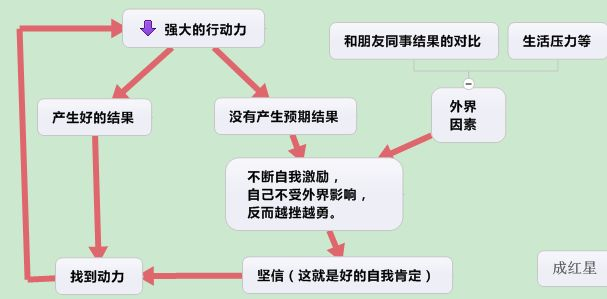 强大的行动力
和朋友同事结果的对比
生活压力等
产生好的结果
没有产生预期结果
外界
因素
不断自我激励，
自己不受外界影响，
反而越挫越勇。
找到动力
坚信（这就是好的自我肯定）
成红星